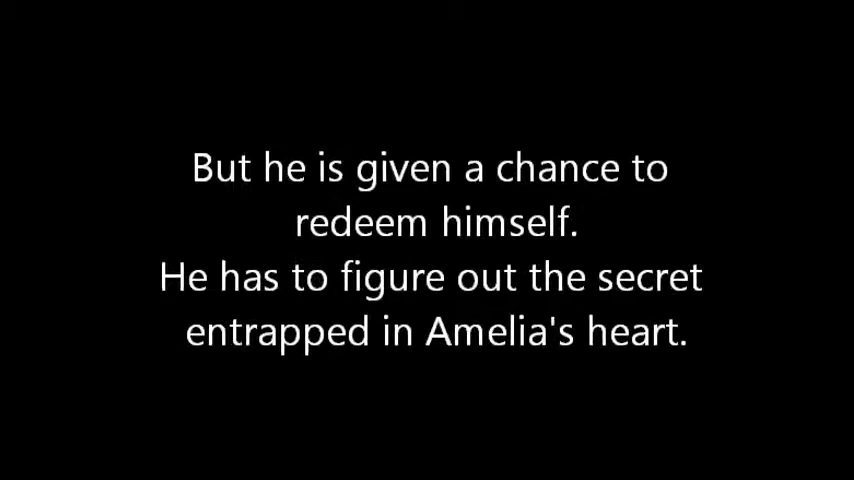 But he is given a chance to
redeem himself.
He has to figure out the secret
entrapped in Amelia's heart.